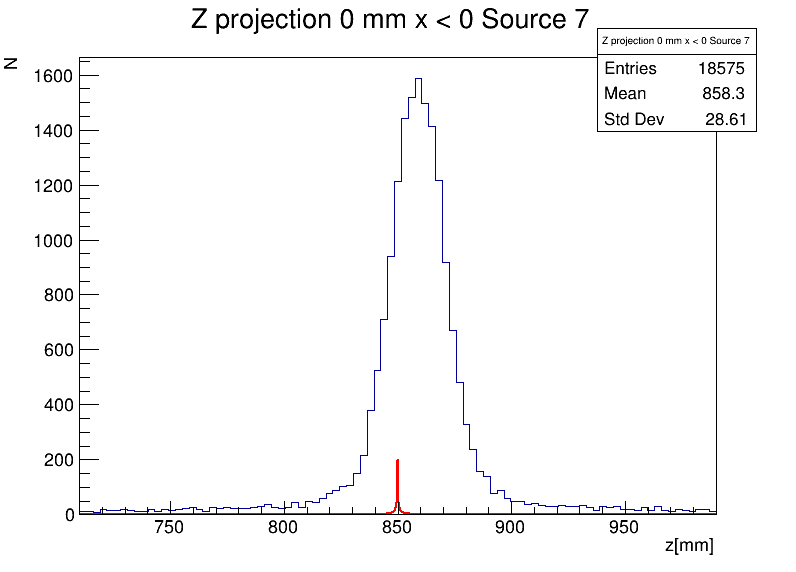 Z projection 0 mm x < 0 Source 7
Z projection 0 mm x < 0 Source 7
Entries 18575
Mean 858.3
Std Dev 28.61
N
1600
1400
1200
1000
800
600
400
200
0
750 800 850 900 950
z[mm]